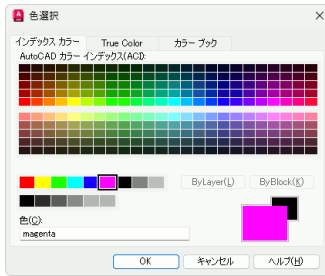 色選択
インデックス カラー True Color カラー ブック
AutoCAD カラー インデックス(ACI):
ByLayer(L) ByBlock(K)
色(C):
magenta
OK キャンセル ヘルプ(H)